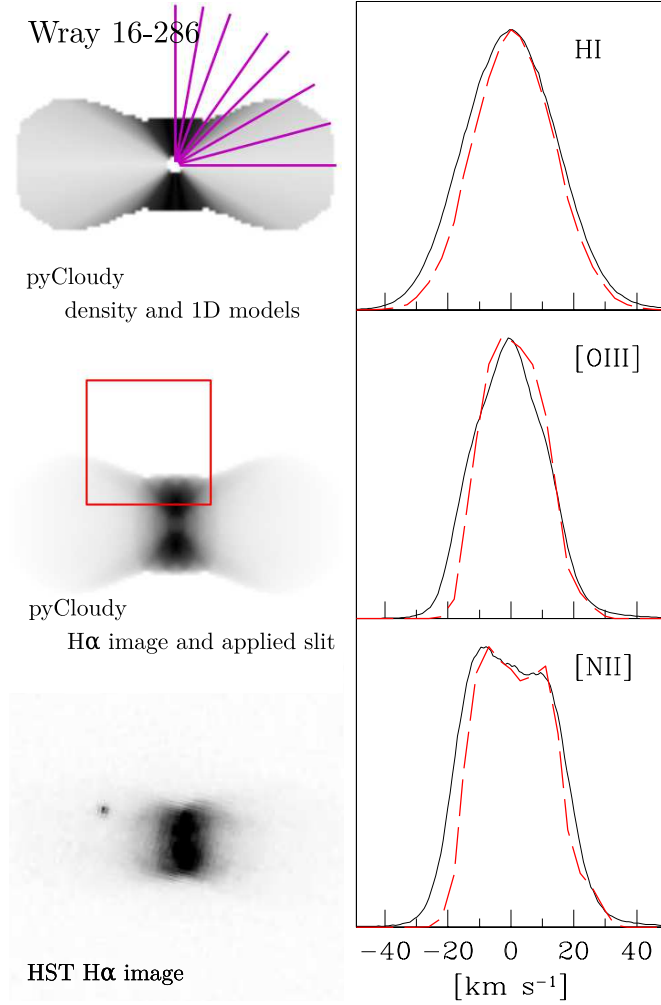 Wray 16-286
pyCloudy
density and 1D models
pyCloudy
Hα image and applied slit
HST Hα image
HI
[OIII]
[NII]
−40 −20 0 20 40
[km s⁻¹]